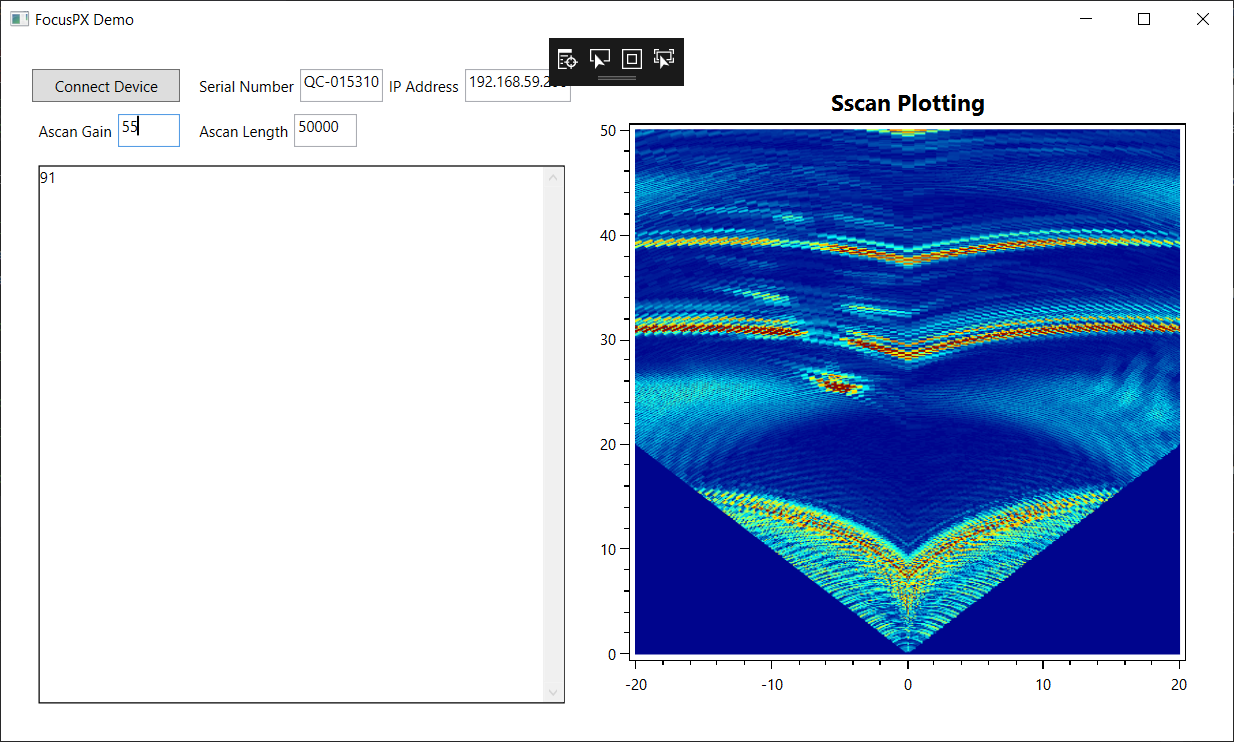 FocusPX Demo
Connect Device Serial Number QC-015310 IP Address 192.168.59.2
Ascan Gain 55 Ascan Length 50000
91
Sscan Plotting
50
40
30
20
10
0
-20 -10 0 10 20